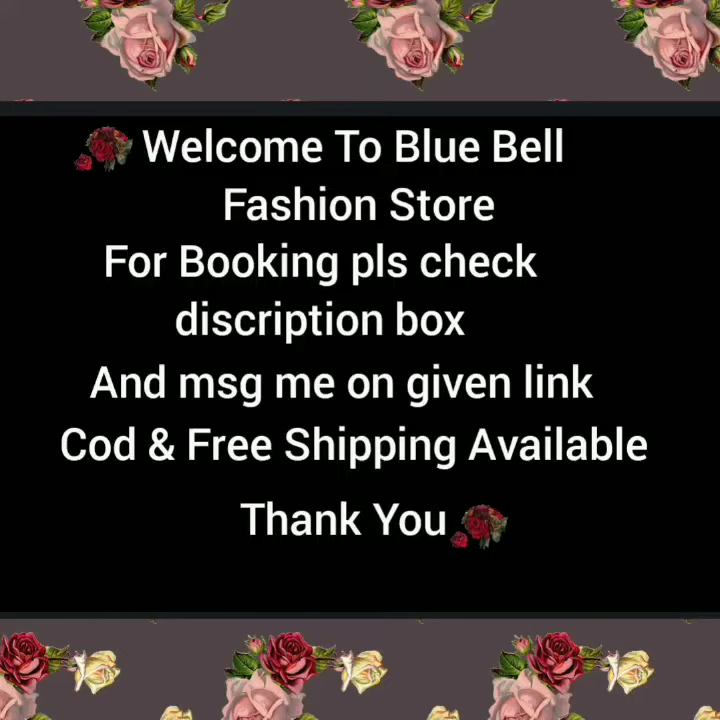 Welcome To Blue Bell
Fashion Store
For Booking pls check
discription box
And msg me on given link
Cod & Free Shipping Available
Thank You